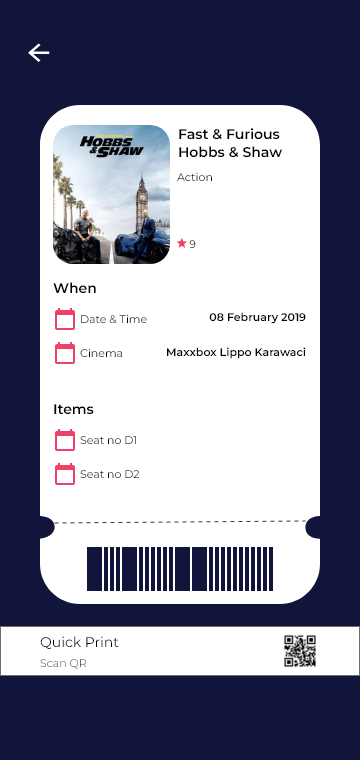 HOBBS
& SHAW
Fast & Furious
Hobbs & Shaw
Action
9
When
Date & Time
08 February 2019
Cinema
Maxxbox Lippo Karawaci
Items
Seat no D1
Seat no D2
Quick Print
Scan QR